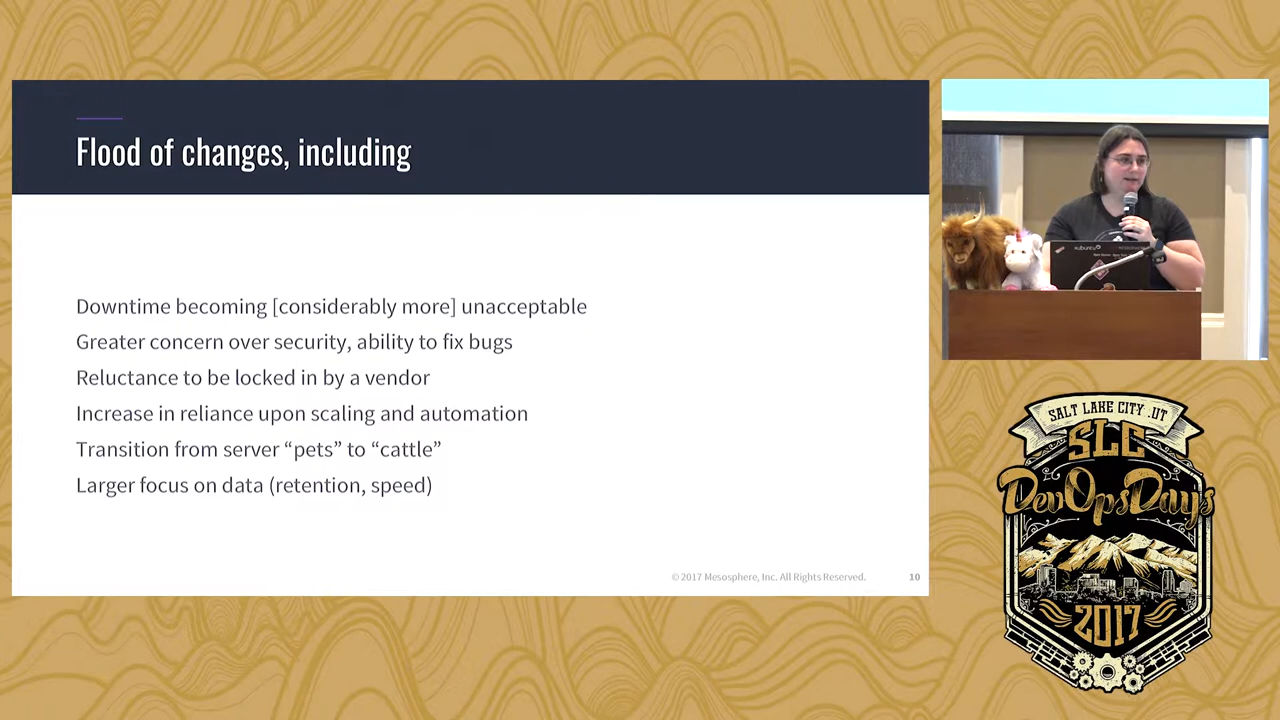 Flood of changes, including
Downtime becoming [considerably more] unacceptable
Greater concern over security, ability to fix bugs
Reluctance to be locked in by a vendor
Increase in reliance upon scaling and automation
Transition from server “pets” to “cattle”
Larger focus on data (retention, speed)
© 2017 Mesosphere, Inc. All Rights Reserved.
10
xubuntu
SALT LAKE CITY .UT
SLC
DevOpsDays
2017